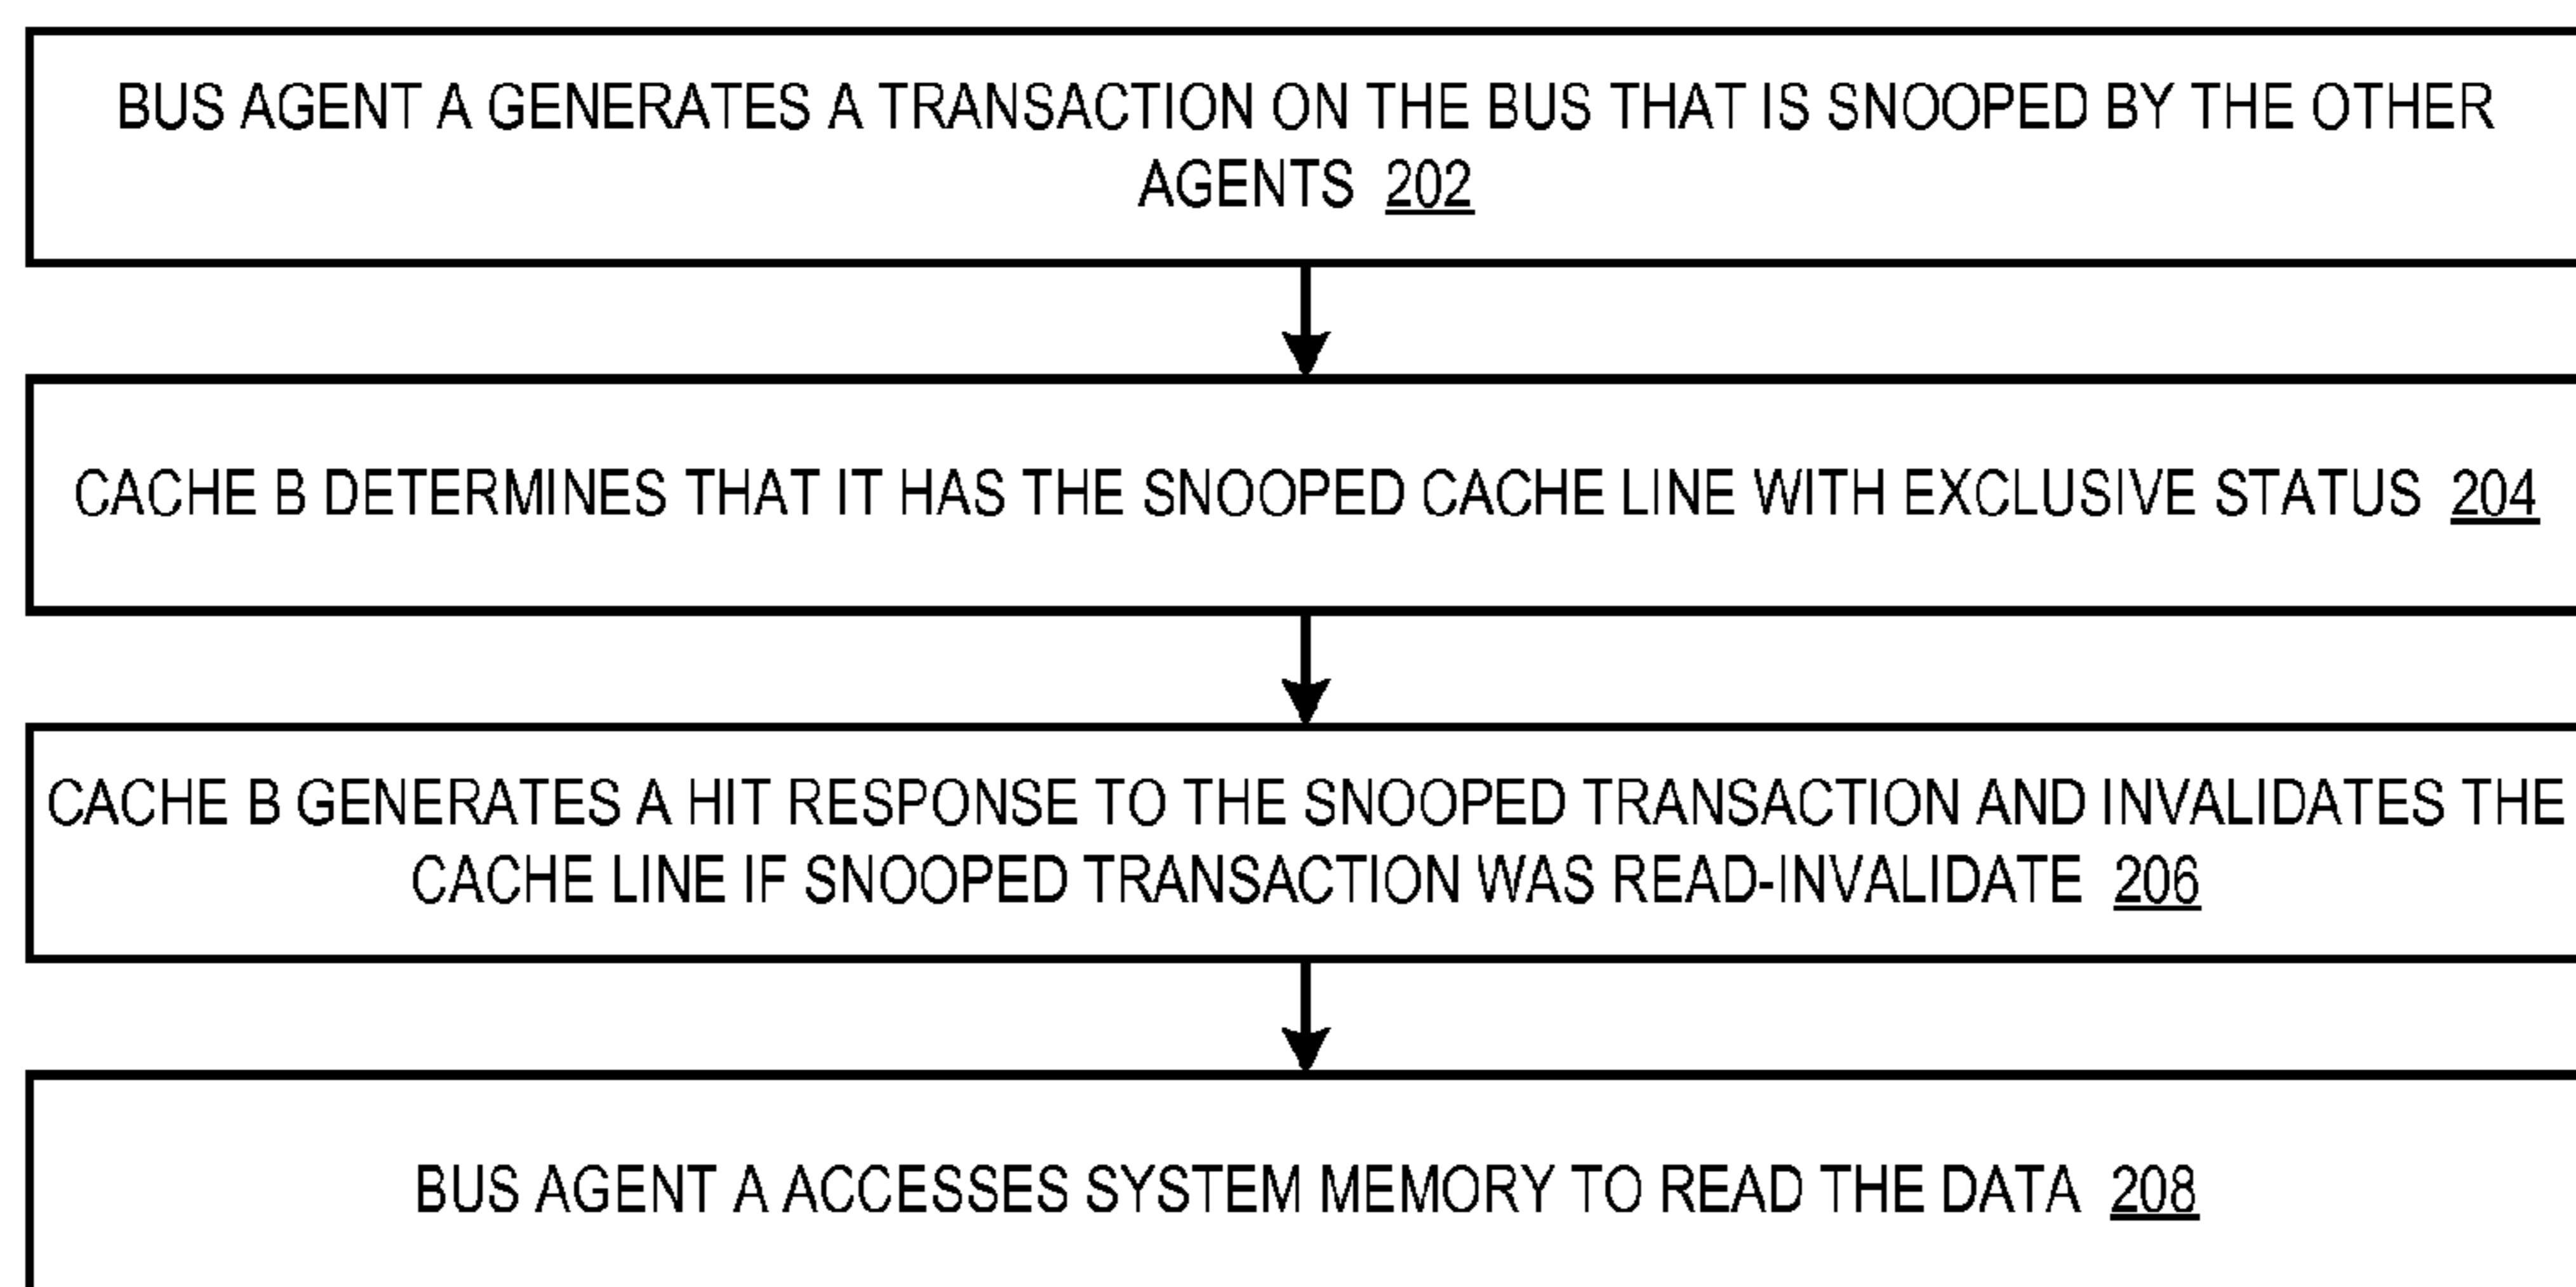 BUS AGENT A GENERATES A TRANSACTION ON THE BUS THAT IS SNOOPED BY THE OTHER
AGENTS 202
CACHE B DETERMINES THAT IT HAS THE SNOOPED CACHE LINE WITH EXCLUSIVE STATUS 204
CACHE B GENERATES A HIT RESPONSE TO THE SNOOPED TRANSACTION AND INVALIDATES THE
CACHE LINE IF SNOOPED TRANSACTION WAS READ-INVALIDATE 206
BUS AGENT A ACCESSES SYSTEM MEMORY TO READ THE DATA 208